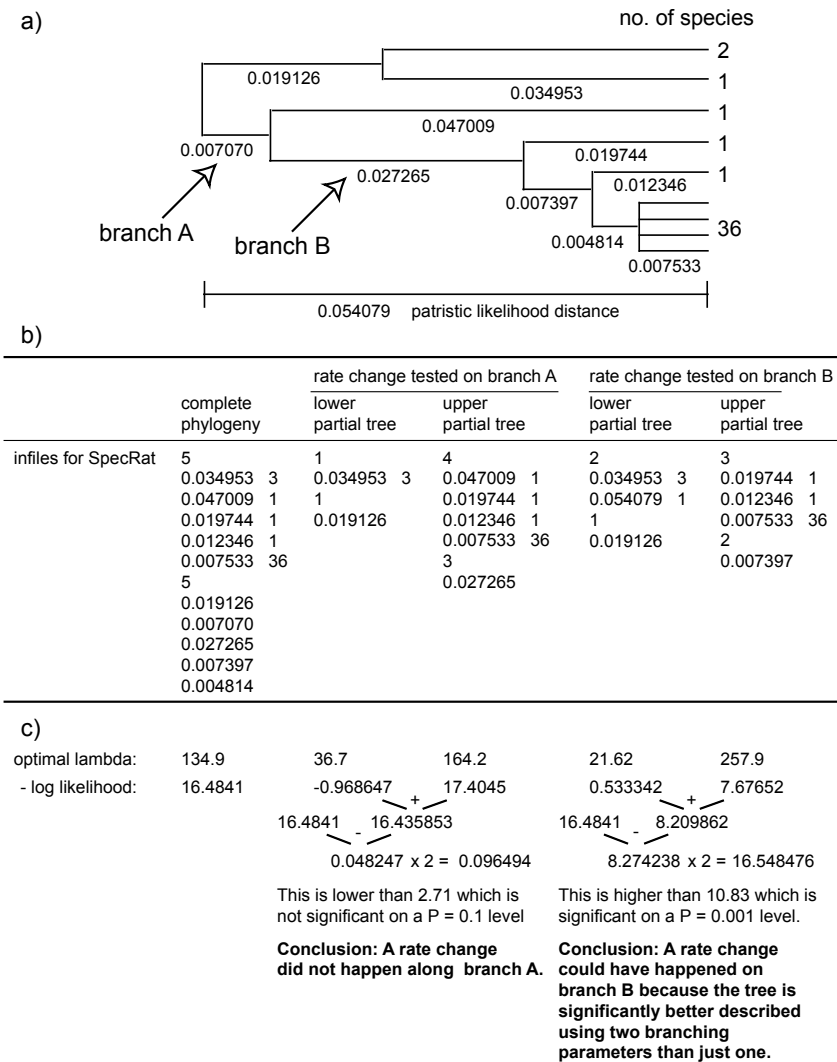 a)
no. of species
2
0.019126
1
0.034953
1
0.047009
1
0.007070
0.019744
1
0.027265
0.012346
0.007397
branch A
branch B
36
0.004814
0.007533
0.054079 patristic likelihood distance
b)
rate change tested on branch A rate change tested on branch B
complete lower upper lower upper
phylogeny partial tree partial tree partial tree partial tree
infiles for SpecRat 5 1 4 2 3
0.034953 3 0.034953 3 0.047009 1 0.034953 3 0.019744 1
0.047009 1 1 0.019744 1 0.054079 1 0.012346 1
0.019744 1 0.019126 0.012346 1 1 0.007533 36
0.012346 1 0.007533 36 0.019126 2
0.007533 36 3 0.007397
5 0.027265
0.019126
0.007070
0.027265
0.007397
0.004814
c)
optimal lambda: 134.9 36.7 164.2 21.62 257.9
- log likelihood: 16.4841 -0.968647 17.4045 0.533342 7.67652
+ +
16.4841 16.435853 16.4841 8.209862
- -
0.048247 x 2 = 0.096494 8.274238 x 2 = 16.548476
This is lower than 2.71 which is
not significant on a P = 0.1 level
Conclusion: A rate change
did not happen along branch A.
This is higher than 10.83 which is
significant on a P = 0.001 level.
Conclusion: A rate change
could have happened on
branch B because the tree is
significantly better described
using two branching
parameters than just one.